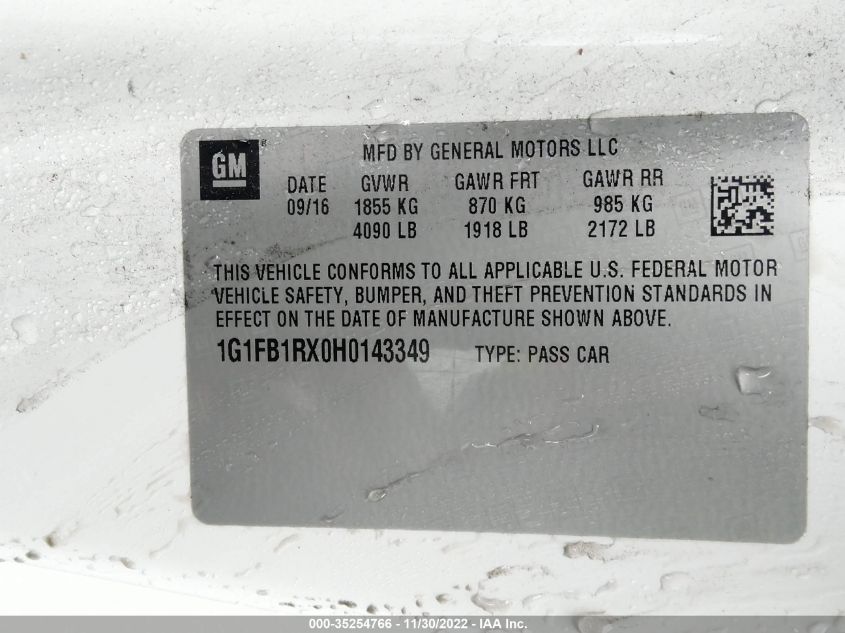 GM ®
MFD BY GENERAL MOTORS LLC
DATE GVWR GAWR FRT GAWR RR
09/16 1855 KG 870 KG 985 KG
4090 LB 1918 LB 2172 LB
THIS VEHICLE CONFORMS TO ALL APPLICABLE U.S. FEDERAL MOTOR
VEHICLE SAFETY, BUMPER, AND THEFT PREVENTION STANDARDS IN
EFFECT ON THE DATE OF MANUFACTURE SHOWN ABOVE.
1G1FB1RX0H0143349 TYPE: PASS CAR
000-35254766 - 11/30/2022 - IAA Inc.